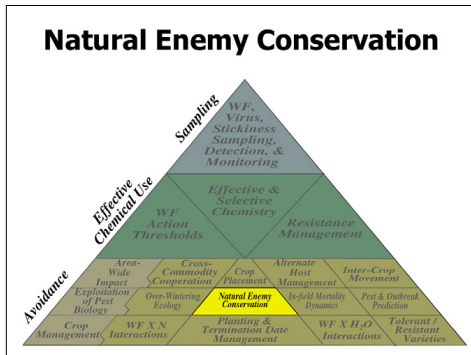 Natural Enemy Conservation
Sampling
WF,
Virus,
Stickiness
Sampling,
Detection, &
Monitoring
Effective
Chemical Use
WF
Action
Thresholds
Effective &
Selective
Chemistry
Resistance
Management
Avoidance
Area-
Wide
Impact
Cross-
Commodity
Cooperation
Crop
Placement
Alternate
Host
Management
Inter-Crop
Movement
Exploitation
of Pest
Biology
Over-Wintering
Ecology
Natural Enemy
Conservation
In-field Mortality
Dynamics
Pest & Outbreak
Prediction
Crop
Management
WF X N
Interactions
Planting &
Termination Date
Management
WF X H₂O
Interactions
Tolerant /
Resistant
Varieties